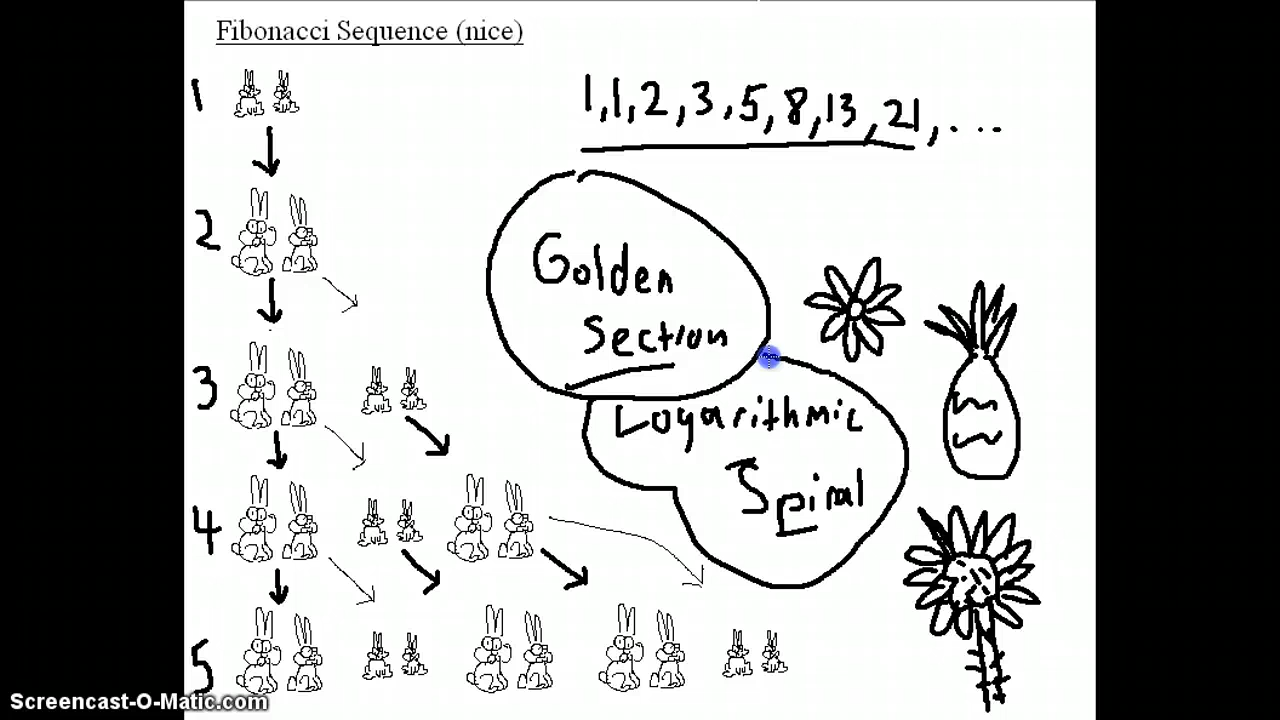 Fibonacci Sequence (nice)
1,1,2,3,5,8,13,21,...
1
2
3
4
5
Golden
Section
Logarithmic
Spiral
Screencast-O-Matic.com